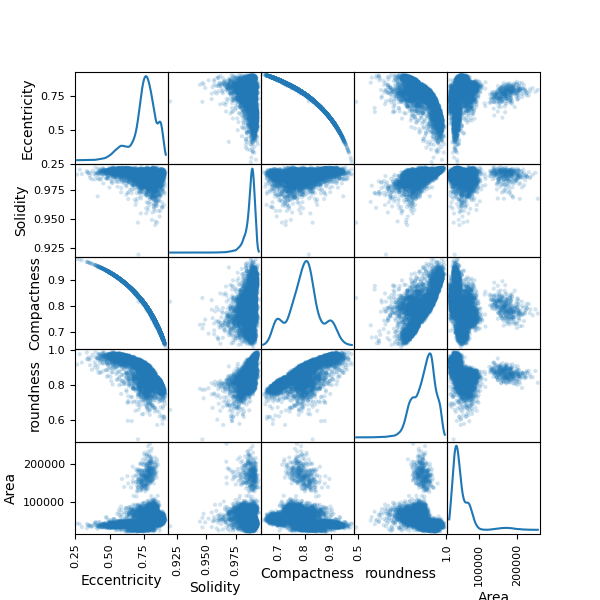 Eccentricity
0.75
0.5
0.25
Solidity
0.975
0.950
0.925
Compactness
0.9
0.8
0.7
roundness
1.0
0.8
0.6
Area
200000
100000
0.25
0.50
0.75
0.925
0.950
0.975
0.7
0.8
0.9
0.5
1.0
100000
200000
Eccentricity
Solidity
Compactness
roundness
Area